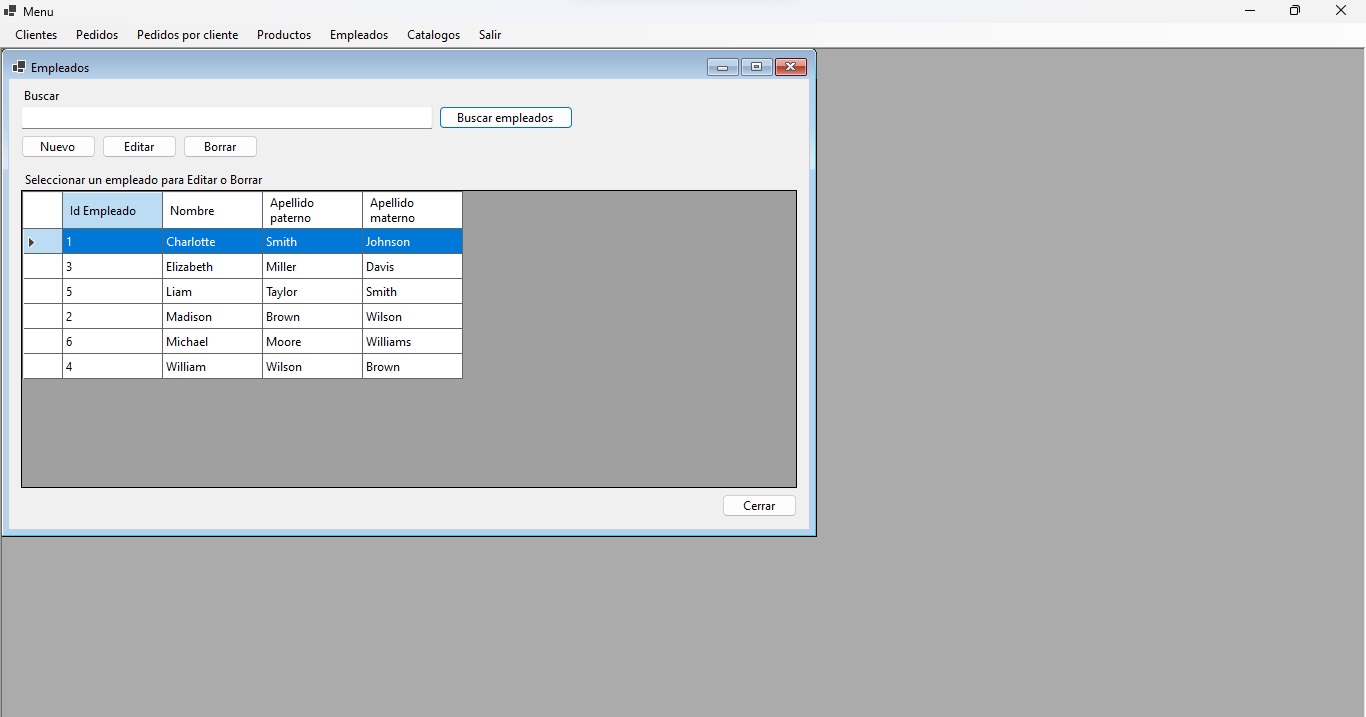 Menu
Clientes Pedidos Pedidos por cliente Productos Empleados Catalogos Salir
Empleados
Buscar
Buscar empleados
Nuevo Editar Borrar
Seleccionar un empleado para Editar o Borrar
Id Empleado Nombre Apellido paterno Apellido materno
1 Charlotte Smith Johnson
3 Elizabeth Miller Davis
5 Liam Taylor Smith
2 Madison Brown Wilson
6 Michael Moore Williams
4 William Wilson Brown
Cerrar